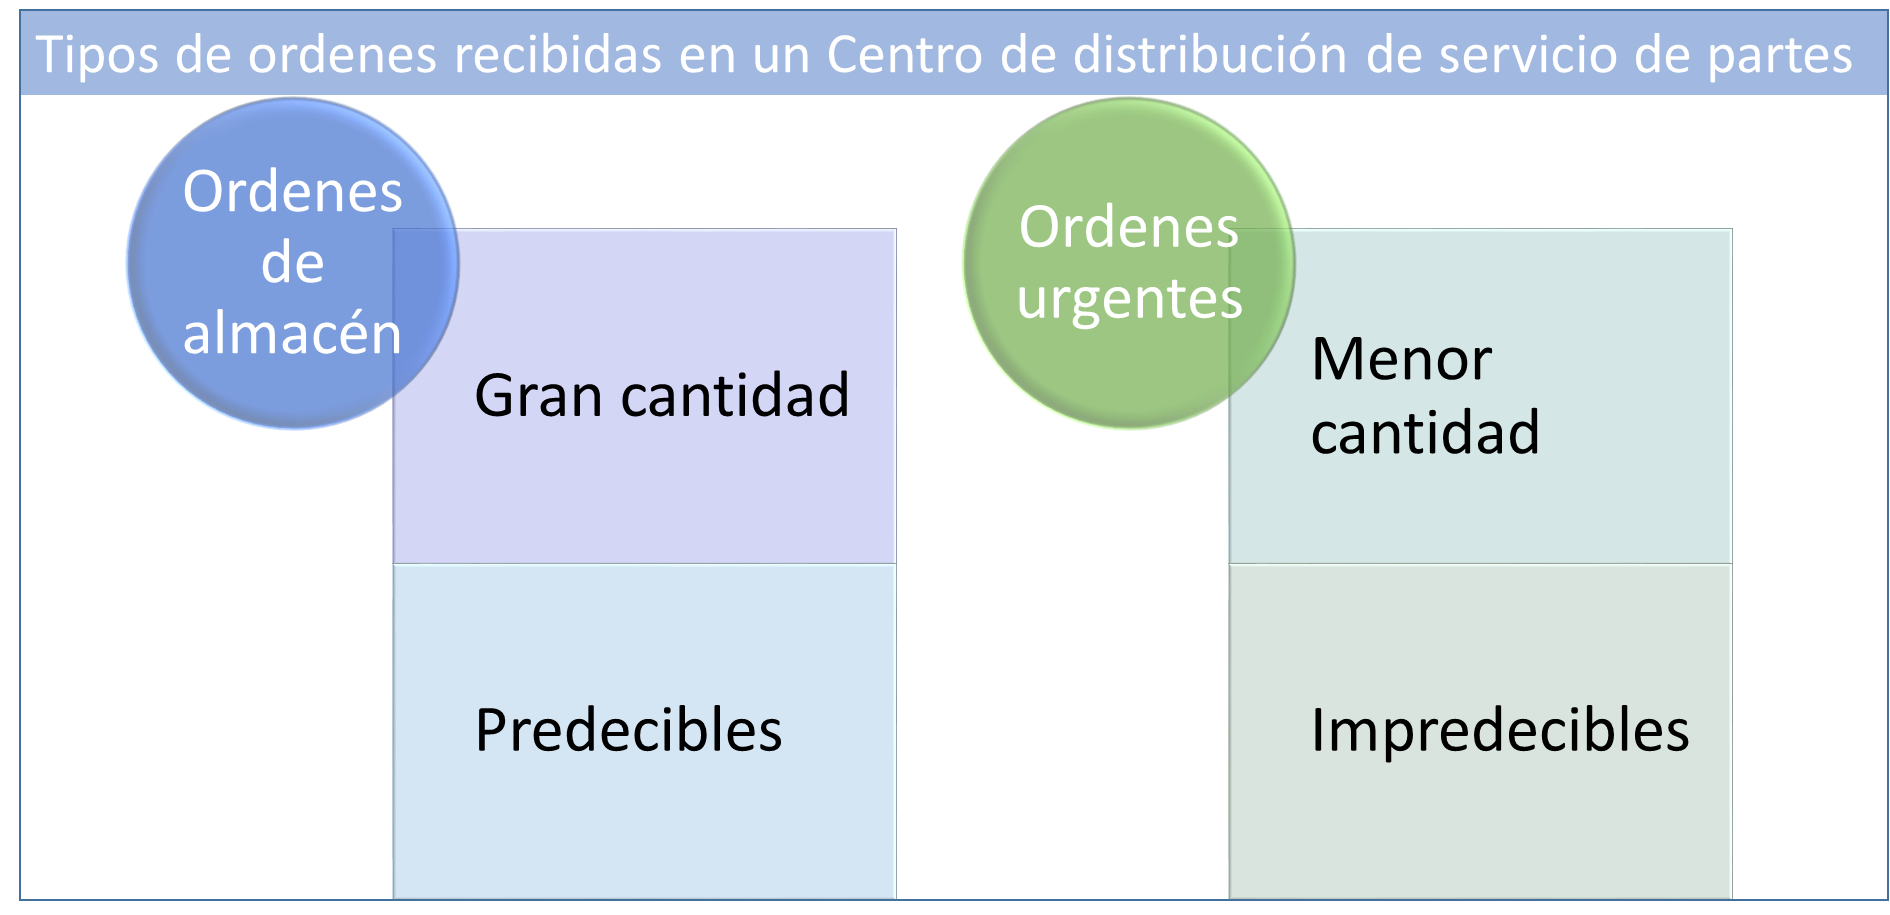 Tipos de ordenes recibidas en un Centro de distribución de servicio de partes
Ordenes
de
almacén
Gran cantidad
Predecibles
Ordenes
urgentes
Menor
cantidad
Impredecibles